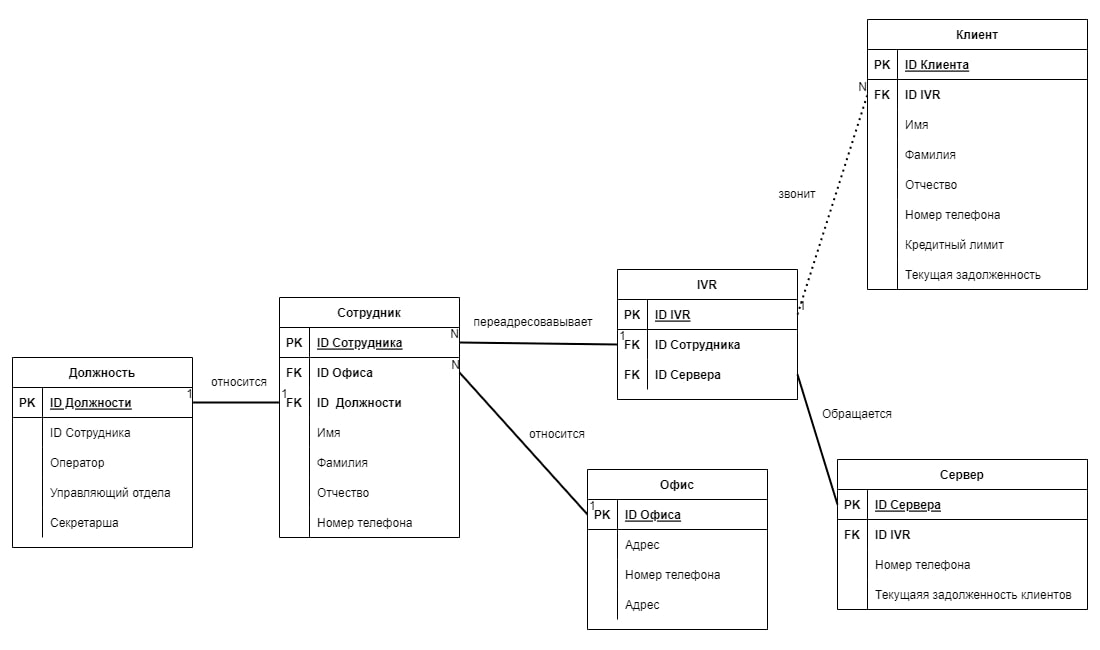 Клиент
PK ID Клиента
N
FK ID IVR
Имя
Фамилия
Отчество
Номер телефона
Кредитный лимит
Текущая задолженность
звонит
IVR
PK ID IVR
1
1
FK ID Сотрудника
FK ID Сервера
переадресовавывает
Сотрудник
N
PK ID Сотрудника
N
FK ID Офиса
1
FK ID Должности
Имя
Фамилия
Отчество
Номер телефона
относится
Должность
1
PK ID Должности
ID Сотрудника
Оператор
Управляющий отдела
Секретарша
относится
Офис
1
PK ID Офиса
Адрес
Номер телефона
Адрес
Обращается
Сервер
PK ID Сервера
FK ID IVR
Номер телефона
Текущаяя задолженность клиентов